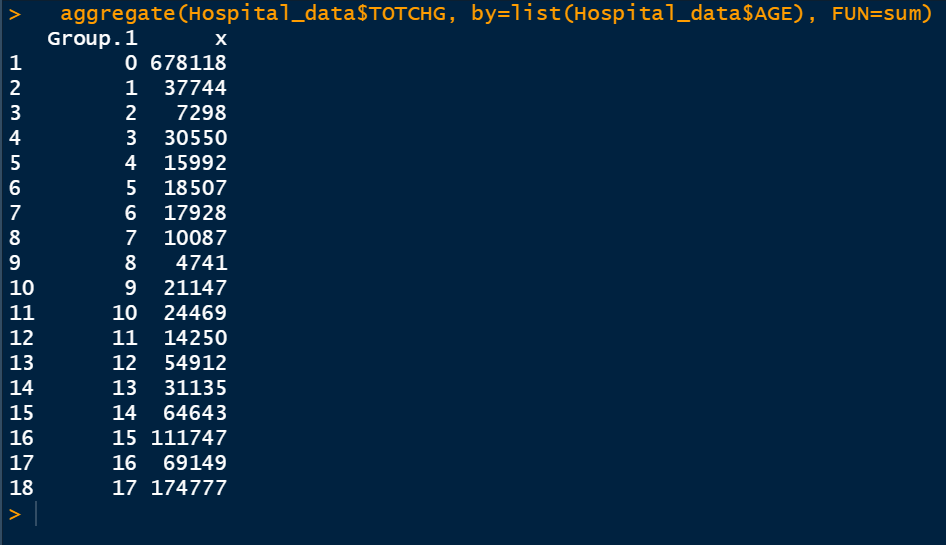 >   aggregate(Hospital_data$TOTCHG, by=list(Hospital_data$AGE), FUN=sum)
   Group.1      x
1        0 678118
2        1  37744
3        2   7298
4        3  30550
5        4  15992
6        5  18507
7        6  17928
8        7  10087
9        8   4741
10       9  21147
11      10  24469
12      11  14250
13      12  54912
14      13  31135
15      14  64643
16      15 111747
17      16  69149
18      17 174777
>